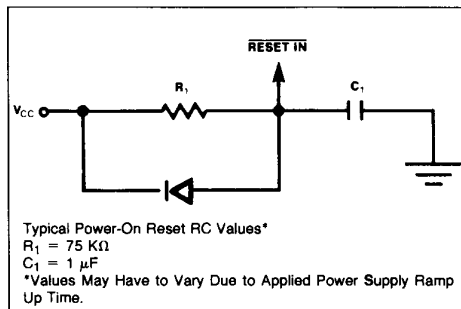 RESET IN
R₁
C₁
VCC
Typical Power-On Reset RC Values*
R₁ = 75 KΩ
C₁ = 1 μF
*Values May Have to Vary Due to Applied Power Supply Ramp
Up Time.